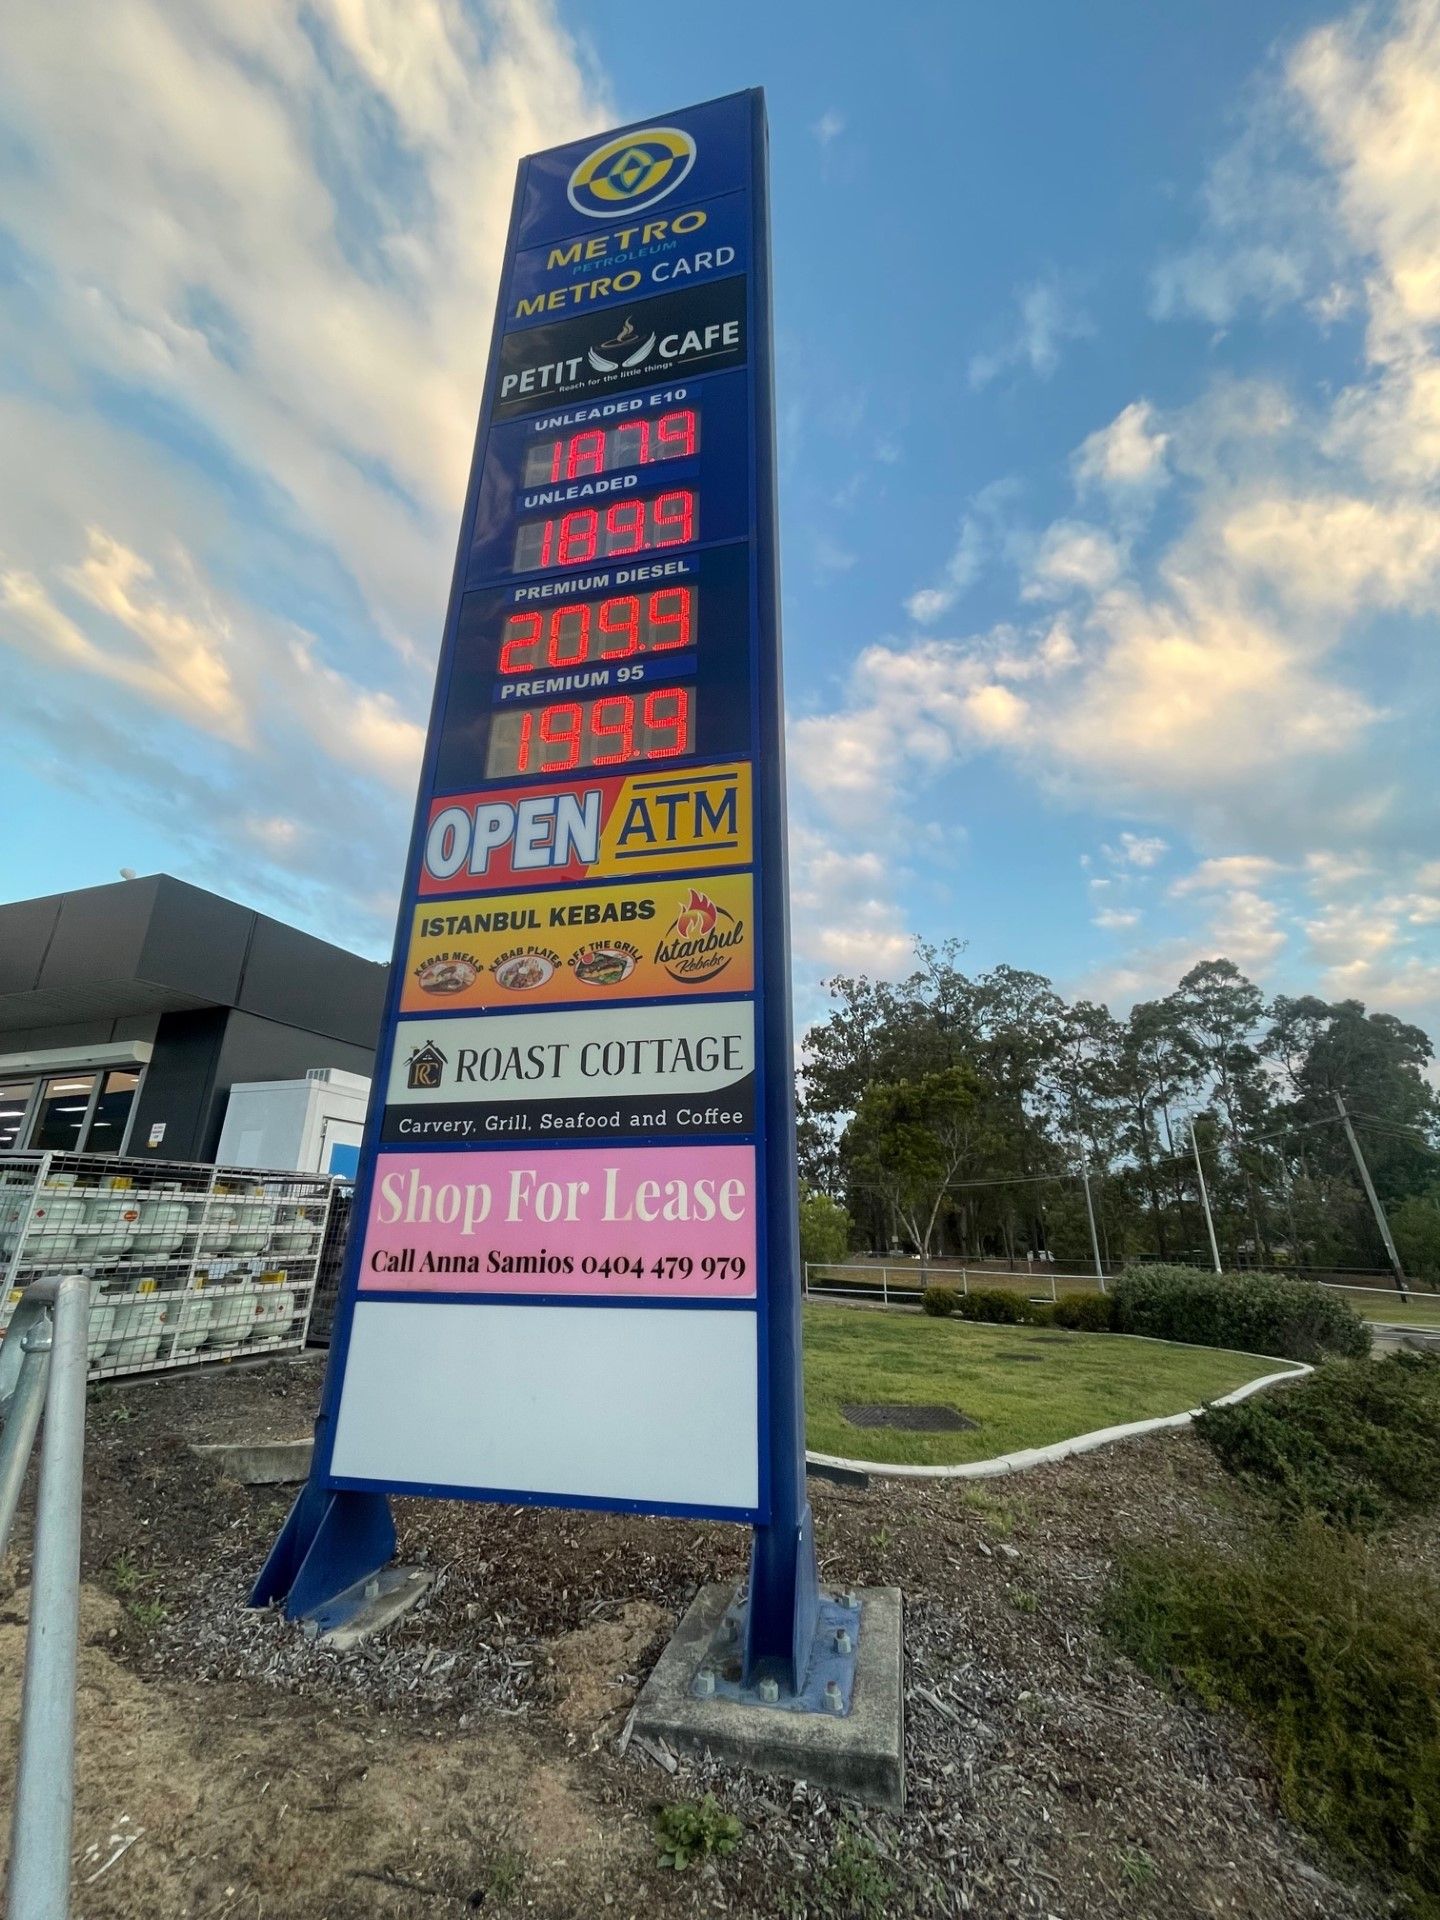 METRO
PETROLEUM
METRO CARD
PETIT CAFE
Reach for the little things
UNLEADED E10
187.9
UNLEADED
189.9
PREMIUM DIESEL
209.9
PREMIUM 95
199.9
OPEN ATM
ISTANBUL KEBABS
KEBAB MEALS KEBAB PLATES OFF THE GRILL
Istanbul
Kebabs
RC ROAST COTTAGE
Carvery, Grill, Seafood and Coffee
Shop For Lease
Call Anna Samios 0404 479 979